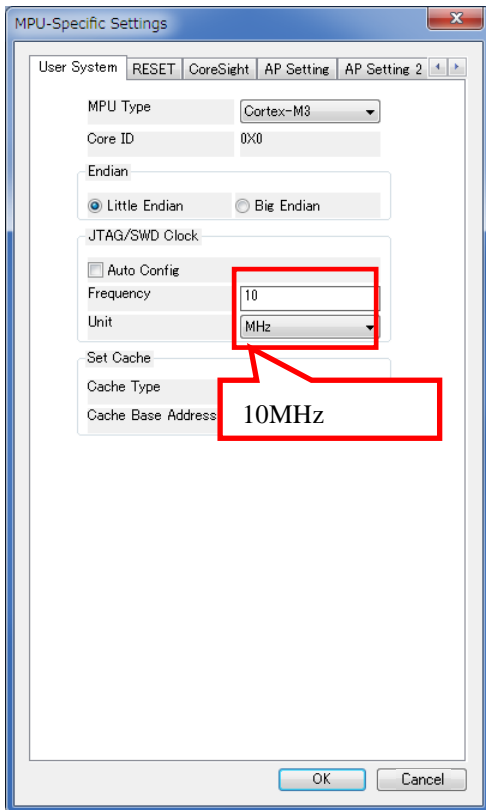 MPU-Specific Settings
User System RESET CoreSight AP Setting AP Setting 2
MPU Type Cortex-M3
Core ID 0X0
Endian
Little Endian Big Endian
JTAG/SWD Clock
Auto Config
Frequency 10
Unit MHz
Set Cache
Cache Type
10MHz
Cache Base Address
OK Cancel